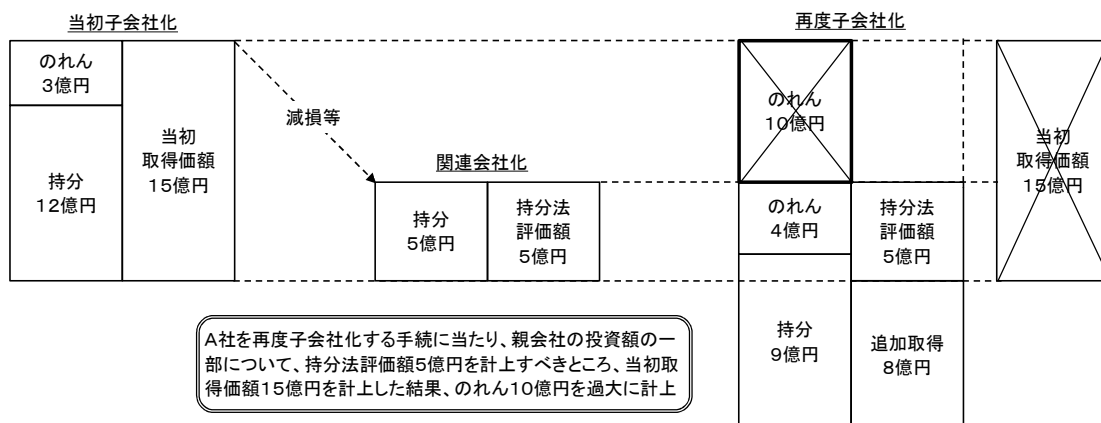 当初子会社化
のれん
3億円
持分
12億円
当初
取得価額
15億円
減損等
関連会社化
持分
5億円
持分法
評価額
5億円
再度子会社化
のれん
10億円
のれん
4億円
持分
9億円
持分法
評価額
5億円
追加取得
8億円
当初
取得価額
15億円
A社を再度子会社化する手続に当たり、親会社の投資額の一
部について、持分法評価額5億円を計上すべきところ、当初取
得価額15億円を計上した結果、のれん10億円を過大に計上